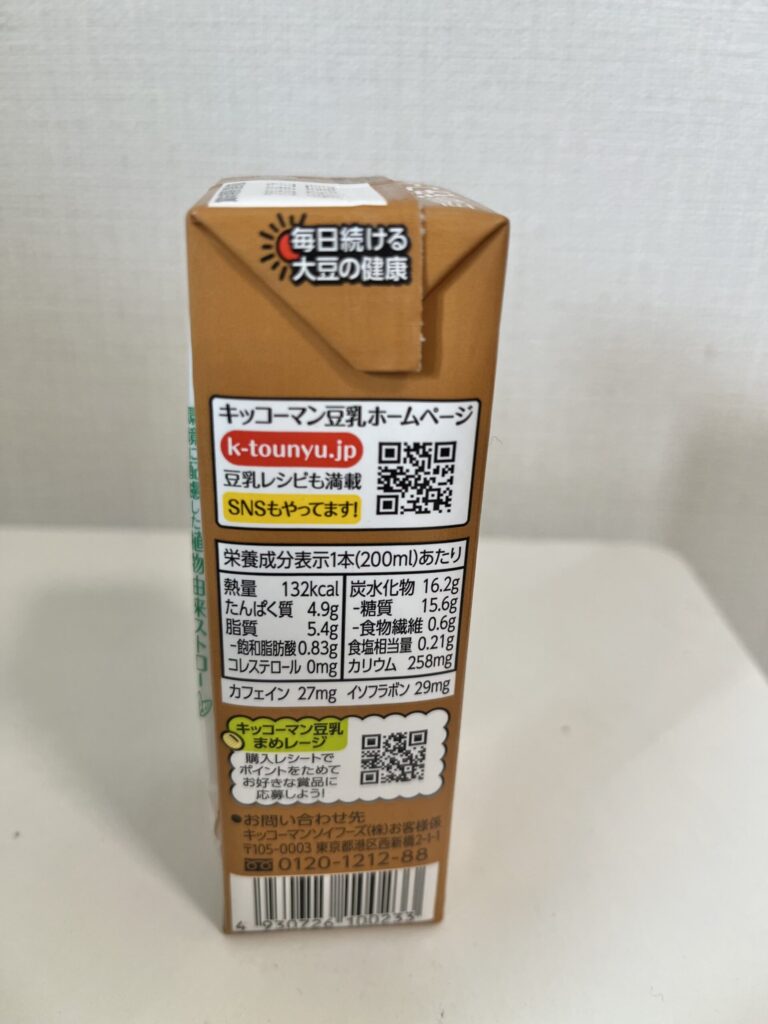 毎日続ける
大豆の健康
キッコーマン豆乳ホームページ
k-tounyu.jp
豆乳レシピも満載
SNSもやってます!
環境に配慮した植物由来ストロー
栄養成分表示1本(200ml)あたり
熱量 132kcal
たんぱく質 4.9g
脂質 5.4g
-飽和脂肪酸 0.83g
コレステロール 0mg
炭水化物 16.2g
-糖質 15.6g
-食物繊維 0.6g
食塩相当量 0.21g
カリウム 258mg
カフェイン 27mg イソフラボン 29mg
キッコーマン豆乳
まめレージ
購入レシートで
ポイントをためて
お好きな賞品に
応募しよう!
●お問い合わせ先
キッコーマンソイフーズ(株)お客様係
〒105-0003 東京都港区西新橋2-1-1
0120-1212-88
4 930726 100233